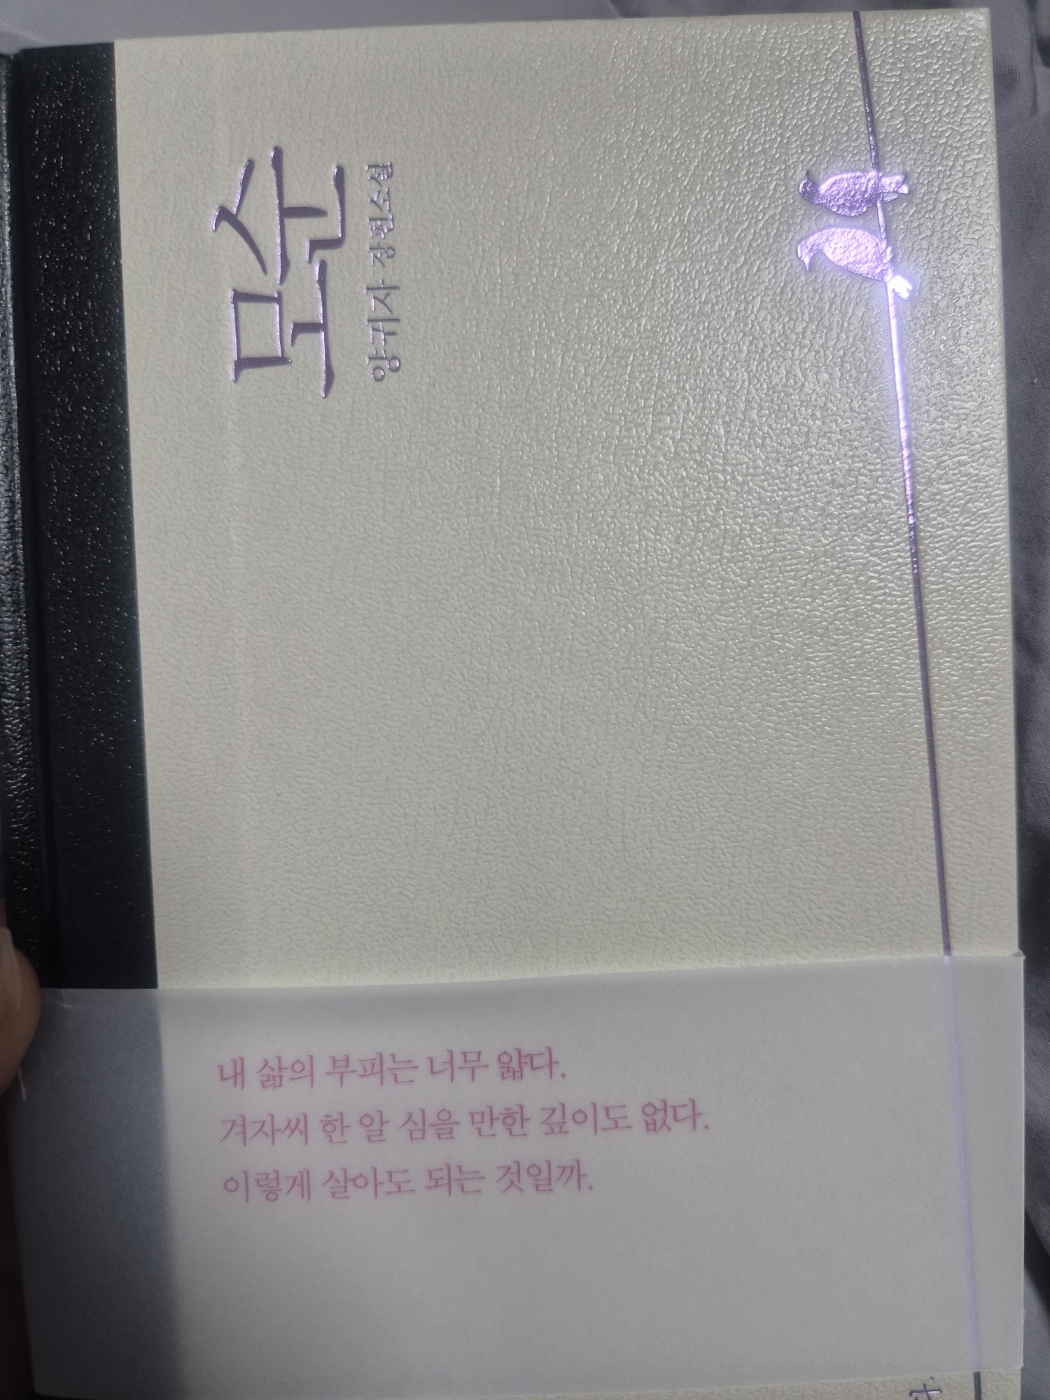 모순
양귀자 장편소설
내 삶의 부피는 너무 얇다.
겨자씨 한 알 심을 만한 깊이도 없다.
이렇게 살아도 되는 것일까.